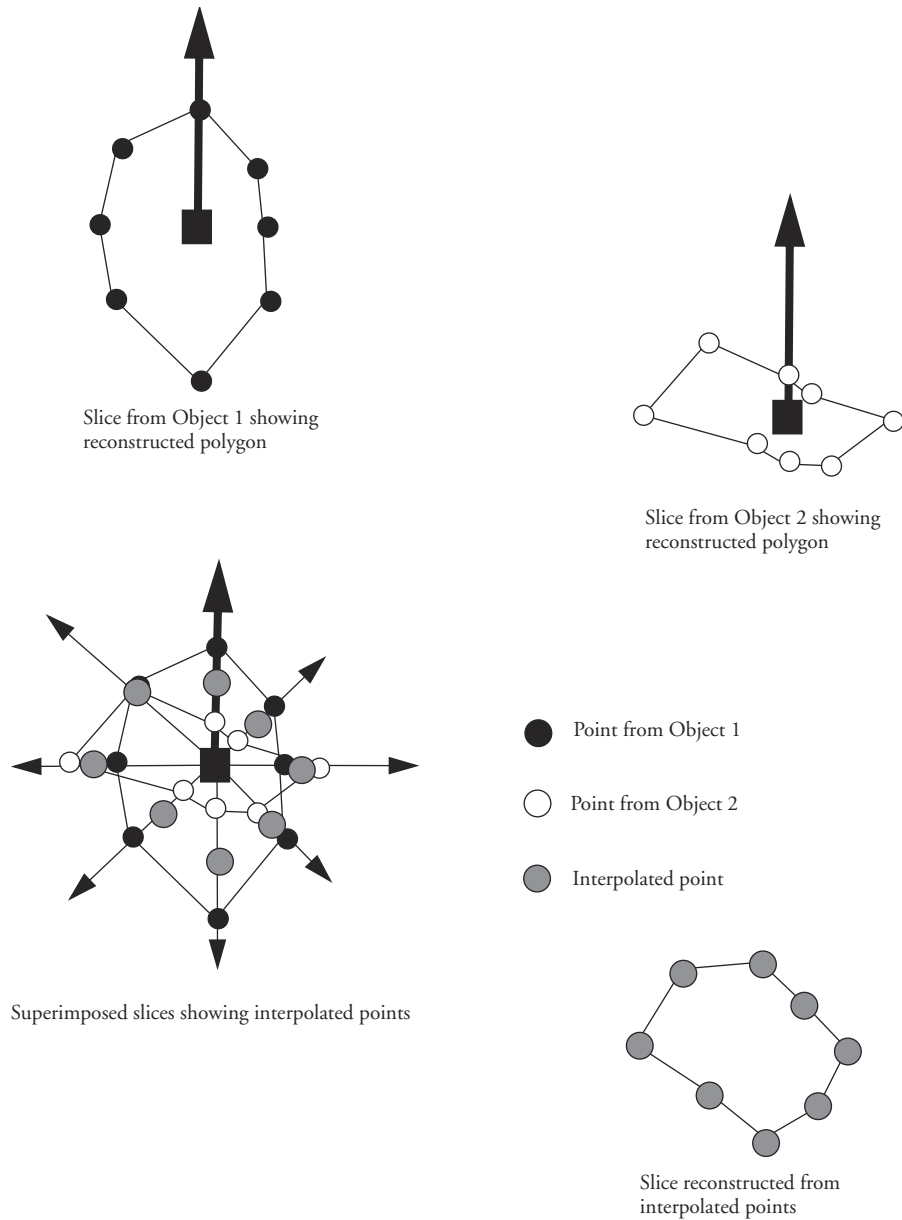 Slice from Object 1 showing
reconstructed polygon
Slice from Object 2 showing
reconstructed polygon
Point from Object 1
Point from Object 2
Interpolated point
Superimposed slices showing interpolated points
Slice reconstructed from
interpolated points